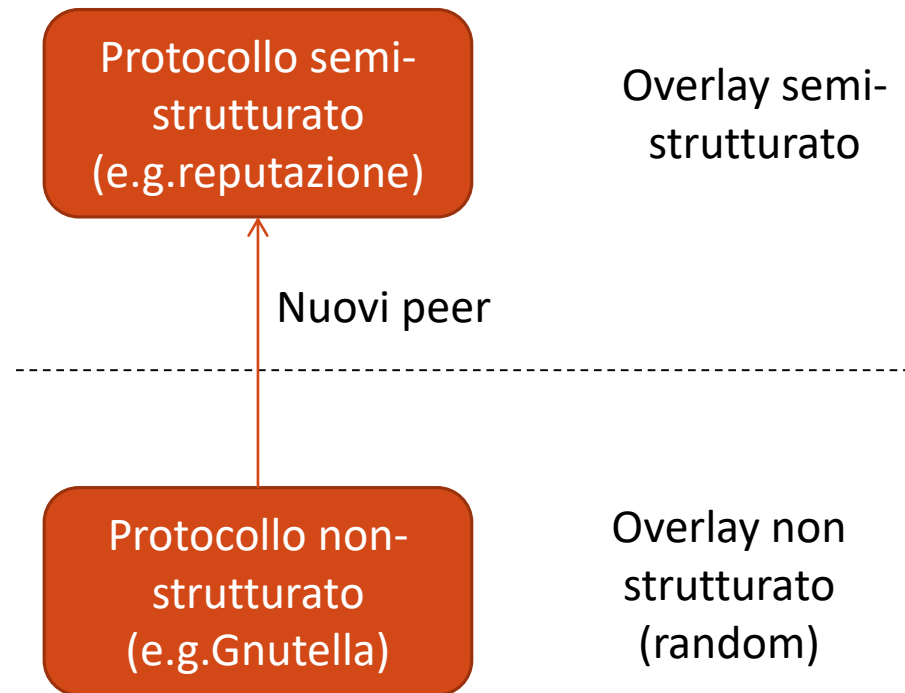 Protocollo semi-
strutturato
(e.g.reputazione)
Overlay semi-
strutturato
Nuovi peer
Protocollo non-
strutturato
(e.g.Gnutella)
Overlay non
strutturato
(random)